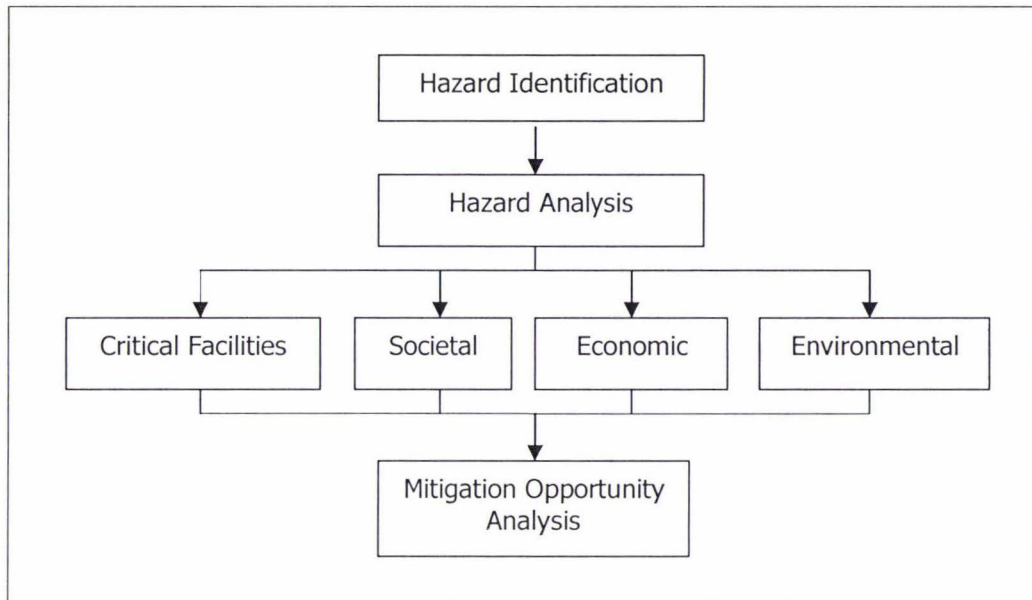 Hazard Identification
Hazard Analysis
Critical Facilities
Societal
Economic
Environmental
Mitigation Opportunity
Analysis